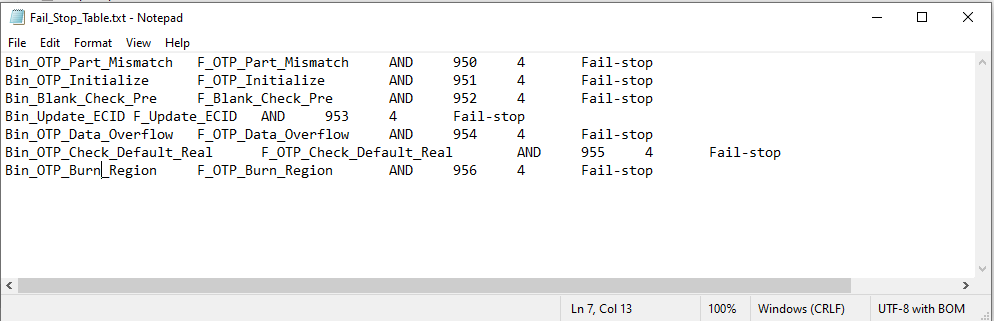 Fail_Stop_Table.txt - Notepad
File Edit Format View Help
Bin_OTP_Part_Mismatch F_OTP_Part_Mismatch AND 950 4 Fail-stop
Bin_OTP_Initialize F_OTP_Initialize AND 951 4 Fail-stop
Bin_Blank_Check_Pre F_Blank_Check_Pre AND 952 4 Fail-stop
Bin_Update_ECID F_Update_ECID AND 953 4 Fail-stop
Bin_OTP_Data_Overflow F_OTP_Data_Overflow AND 954 4 Fail-stop
Bin_OTP_Check_Default_Real F_OTP_Check_Default_Real AND 955 4 Fail-stop
Bin_OTP_Burn_Region F_OTP_Burn_Region AND 956 4 Fail-stop
Ln 7, Col 13 100% Windows (CRLF) UTF-8 with BOM